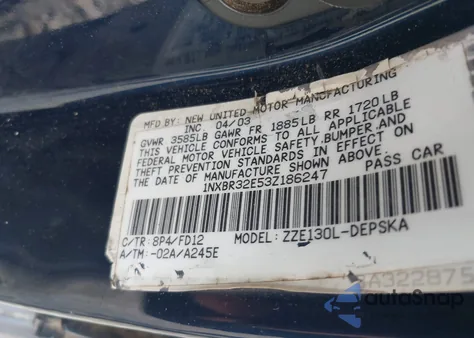 MFD BY: NEW UNITED MOTOR MANUFACTURING
INC. 04/03
GVWR 3585LB GAWR FR 1885LB RR 1720LB
THIS VEHICLE CONFORMS TO ALL APPLICABLE
FEDERAL MOTOR VEHICLE SAFETY, BUMPER AND
THEFT PREVENTION STANDARDS IN EFFECT ON
THE DATE OF MANUFACTURE SHOWN ABOVE.
1NXBR32E53Z186247 PASS CAR
C/TR: 8P4/FD12 MODEL: ZZE130L-DEPSKA
A/TM: -02A/A245E
A322875
autoSnap